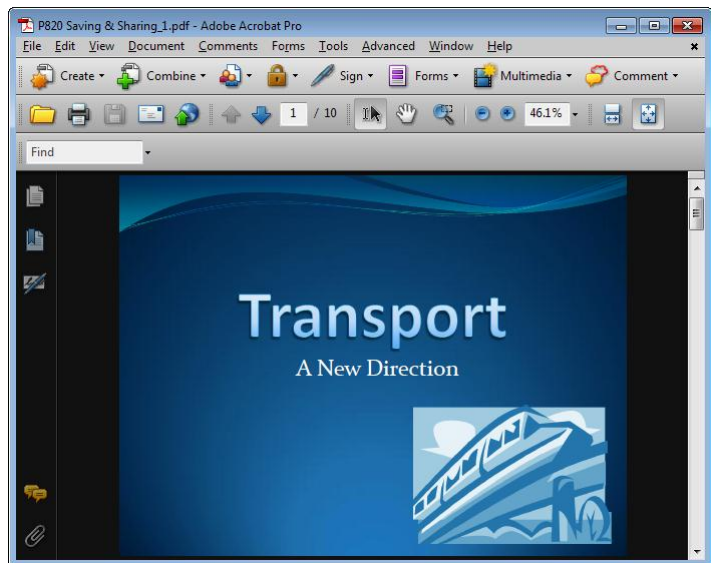 P820 Saving & Sharing_1.pdf - Adobe Acrobat Pro
File Edit View Document Comments Forms Tools Advanced Window Help
Create Combine Sign Forms Multimedia Comment
1 / 10 46.1%
Find
Transport
A New Direction